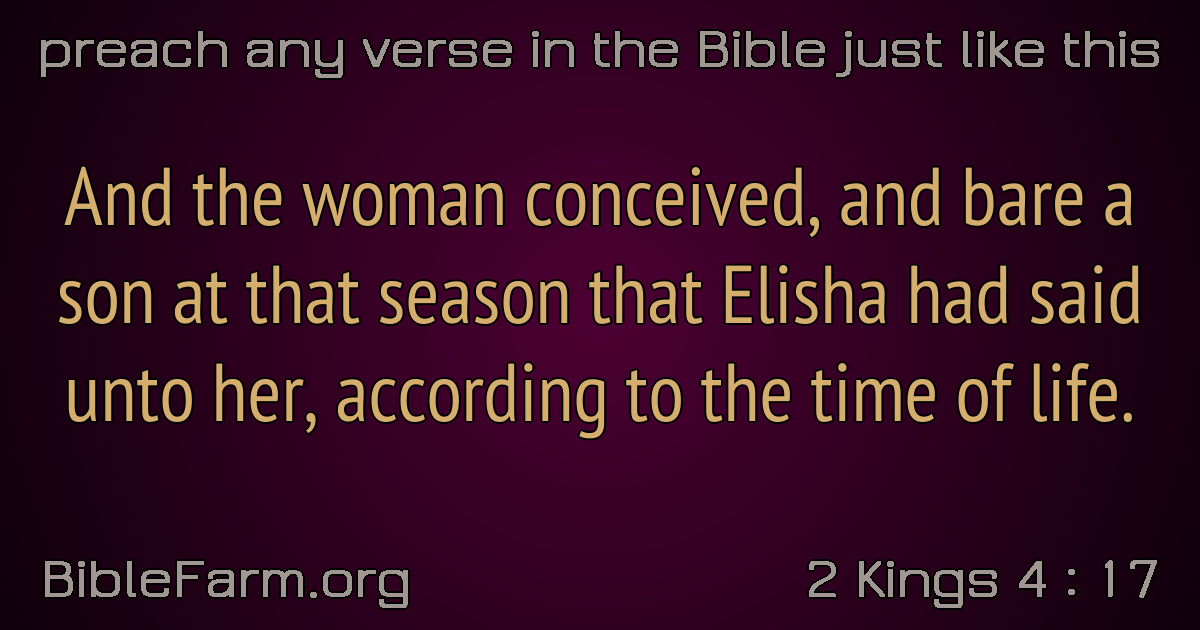 preach any verse in the Bible just like this
And the woman conceived, and bare a
son at that season that Elisha had said
unto her, according to the time of life.
BibleFarm.org
2 Kings 4 : 17